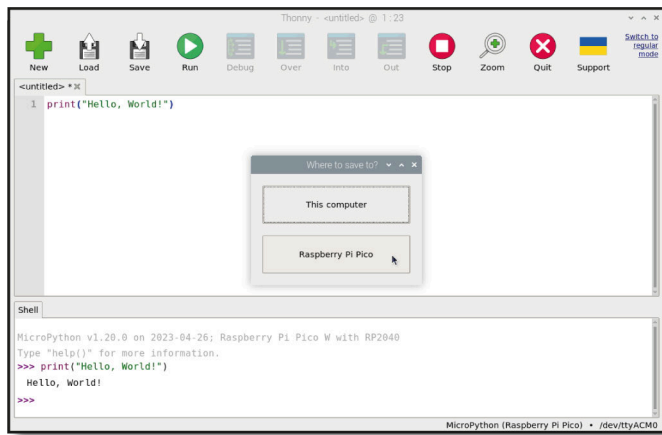 Thonny - <untitled> @ 1 : 23
New Load Save Run Debug Over Into Out Stop Zoom Quit Support
Switch to
regular
mode
<untitled> *
1 print("Hello, World!")
Where to save to?
This computer
Raspberry Pi Pico
Shell
MicroPython v1.20.0 on 2023-04-26; Raspberry Pi Pico W with RP2040
Type "help()" for more information.
>>> print("Hello, World!")
Hello, World!
>>>
MicroPython (Raspberry Pi Pico) • /dev/ttyACM0